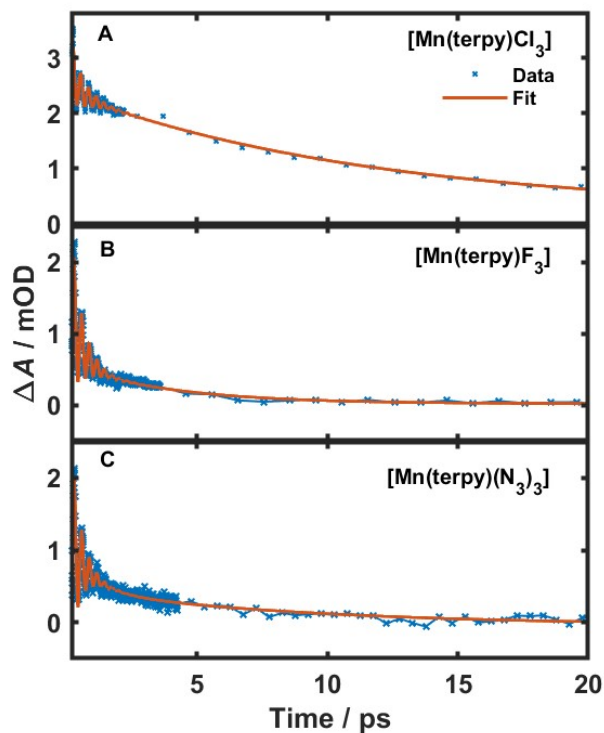 A
[Mn(terpy)Cl3]
Data
Fit
3
2
1
0
B
[Mn(terpy)F3]
2
1
0
C
[Mn(terpy)(N3)3]
2
1
0
5
10
15
20
ΔA / mOD
Time / ps